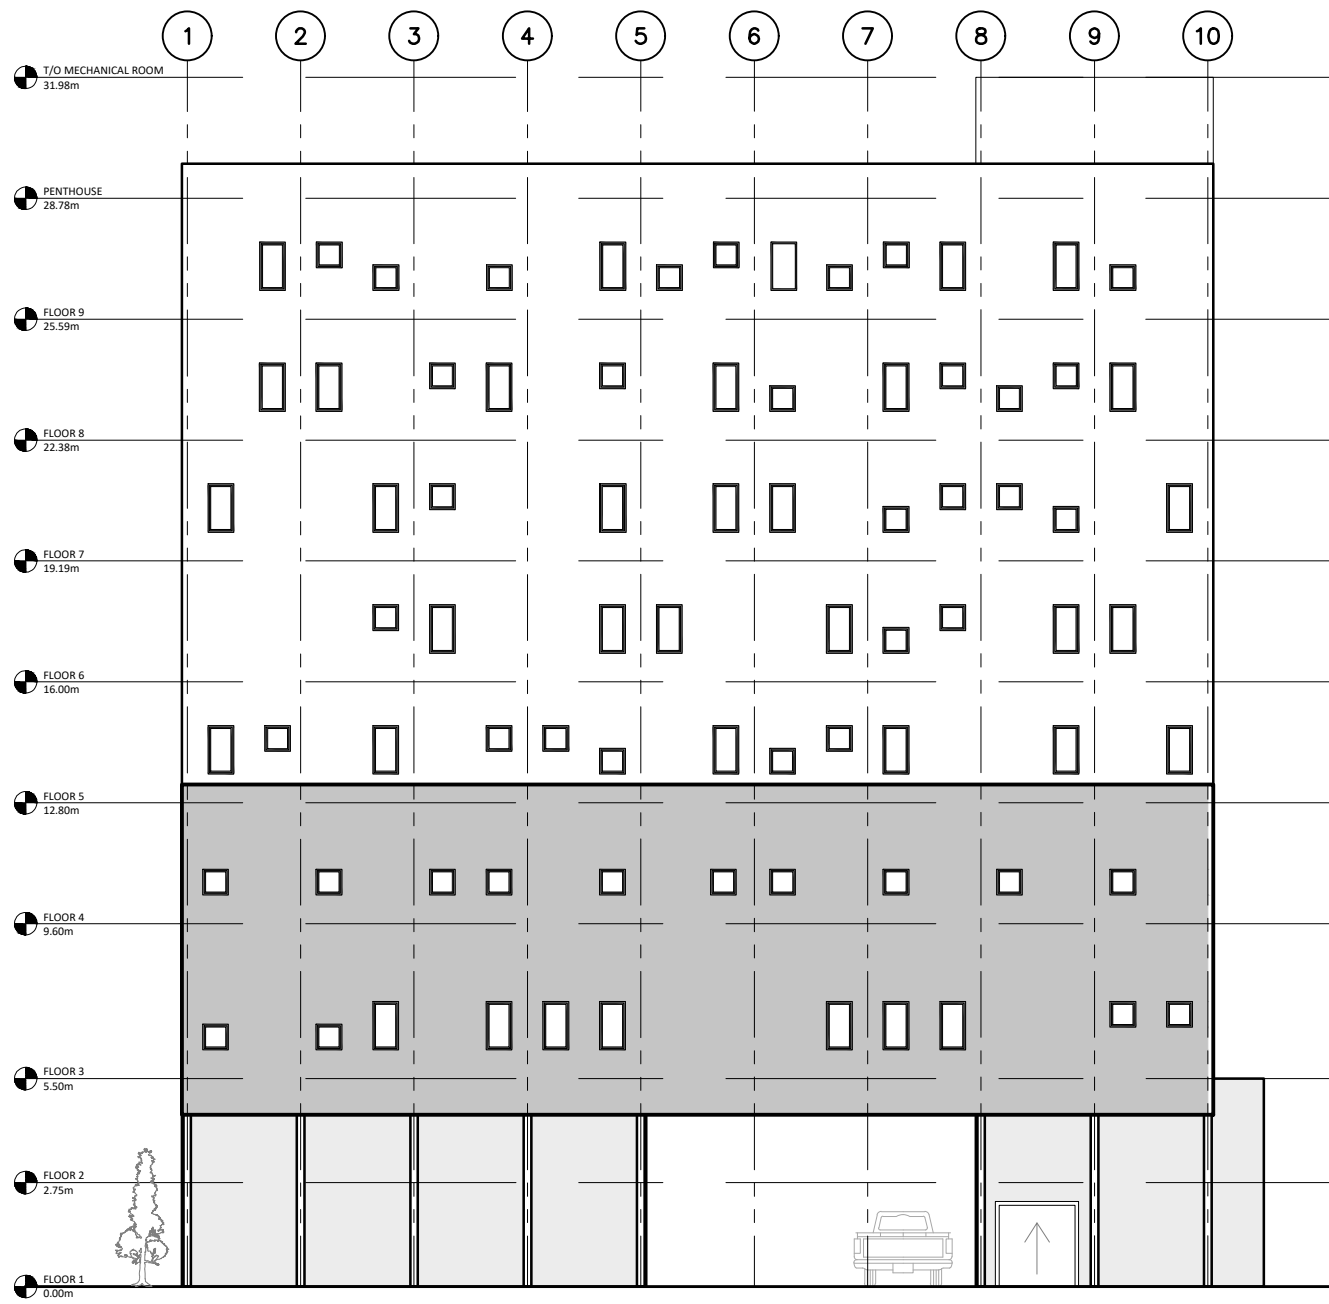 1 2 3 4 5 6 7 8 9 10
T/O MECHANICAL ROOM
31.98m
PENTHOUSE
28.78m
FLOOR 9
25.59m
FLOOR 8
22.38m
FLOOR 7
19.19m
FLOOR 6
16.00m
FLOOR 5
12.80m
FLOOR 4
9.60m
FLOOR 3
5.50m
FLOOR 2
2.75m
FLOOR 1
0.00m